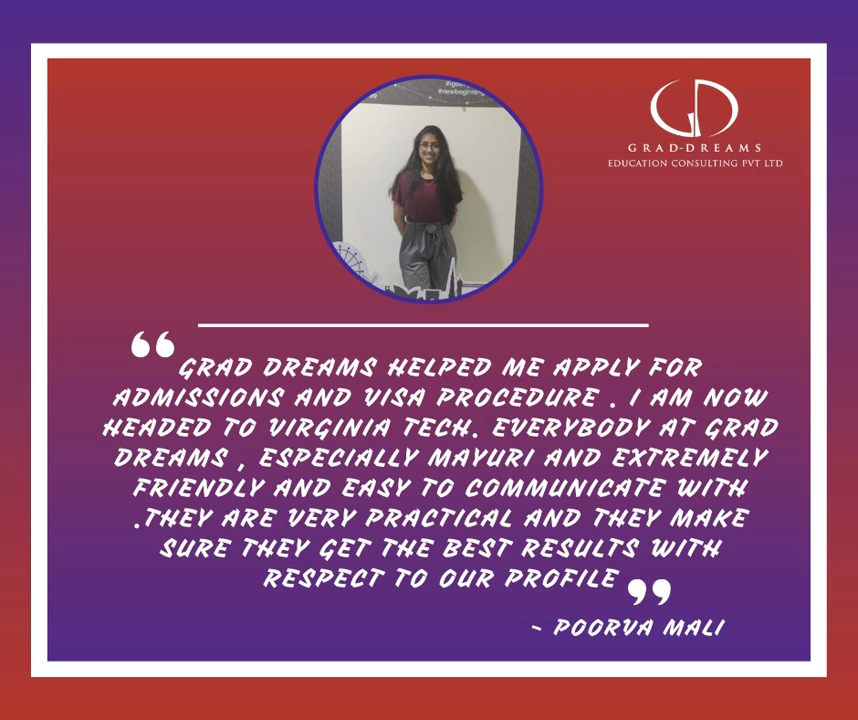 #newbeginning
GRAD-DREAMS
EDUCATION CONSULTING PVT LTD
“ GRAD DREAMS HELPED ME APPLY FOR
ADMISSIONS AND VISA PROCEDURE . I AM NOW
HEADED TO VIRGINIA TECH. EVERYBODY AT GRAD
DREAMS , ESPECIALLY MAYURI AND EXTREMELY
FRIENDLY AND EASY TO COMMUNICATE WITH
.THEY ARE VERY PRACTICAL AND THEY MAKE
SURE THEY GET THE BEST RESULTS WITH
RESPECT TO OUR PROFILE ”
- POORVA MALI